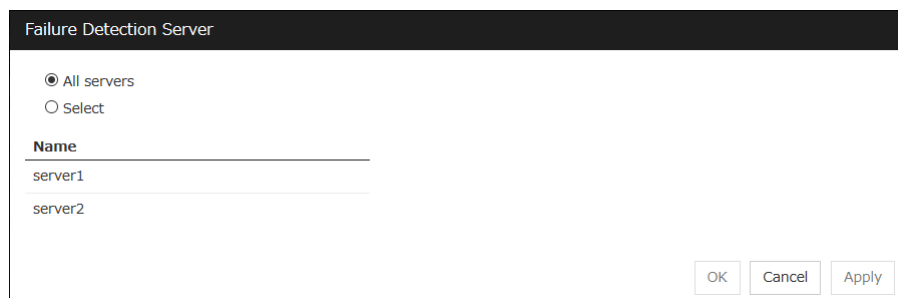 Failure Detection Server
All servers
Select
Name
server1
server2
OK Cancel Apply